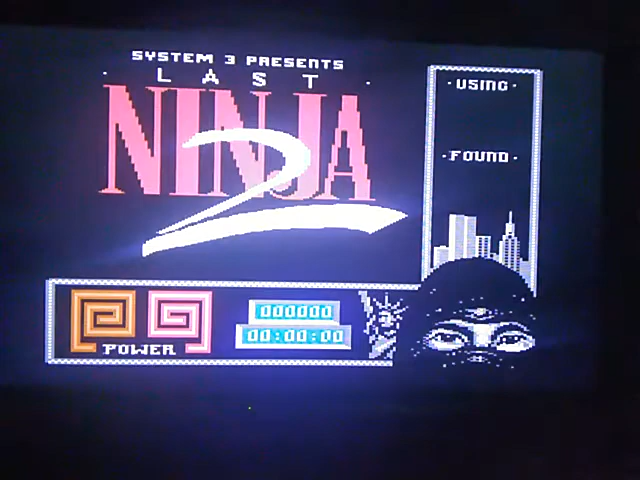 SYSTEM 3 PRESENTS
· LAST ·
NINJA
2
· USING ·
· FOUND ·
POWER
000000
00:00:00